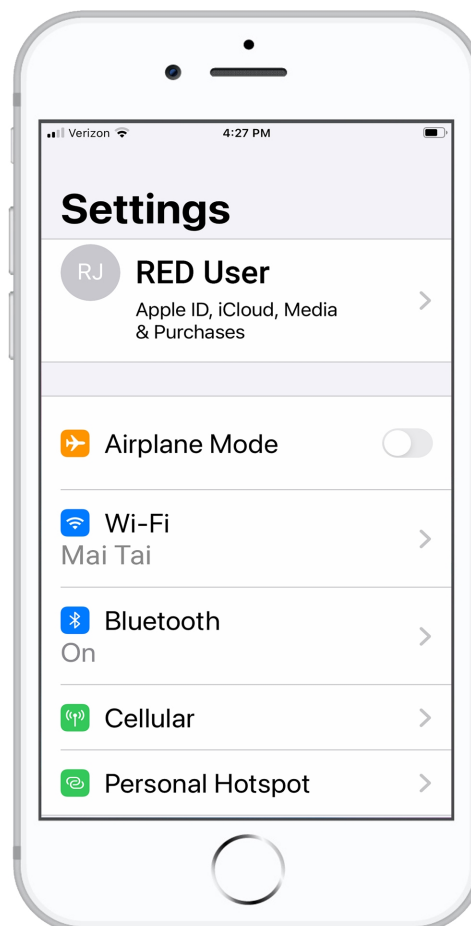 Verizon 4:27 PM
Settings
RJ RED User
Apple ID, iCloud, Media
& Purchases
Airplane Mode
Wi-Fi
Mai Tai
Bluetooth
On
Cellular
Personal Hotspot